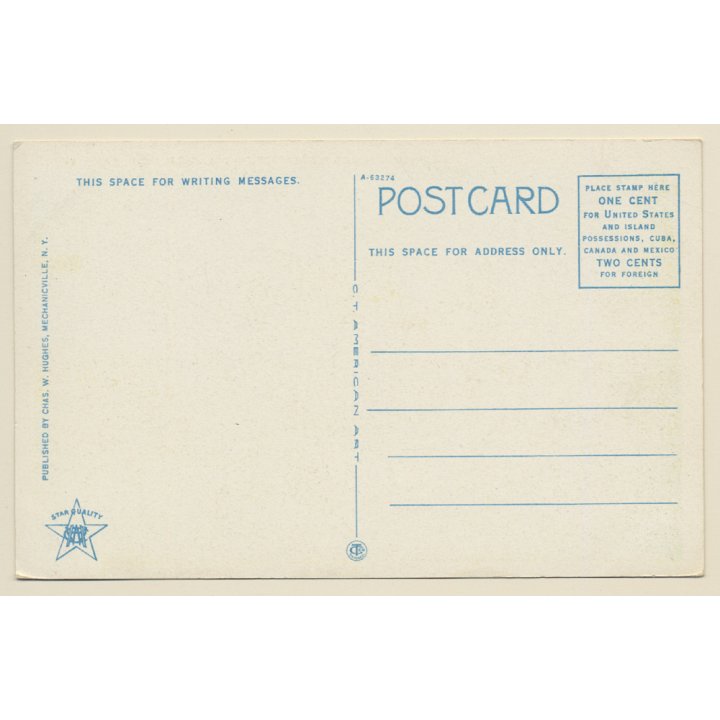 THIS SPACE FOR WRITING MESSAGES.
A-63274
POST CARD
THIS SPACE FOR ADDRESS ONLY.
PLACE STAMP HERE
ONE CENT
FOR UNITED STATES
AND ISLAND
POSSESSIONS, CUBA,
CANADA AND MEXICO
TWO CENTS
FOR FOREIGN
PUBLISHED BY CHAS. W. HUGHES, MECHANICVILLE, N. Y.
C.T. AMERICAN ART
STAR QUALITY